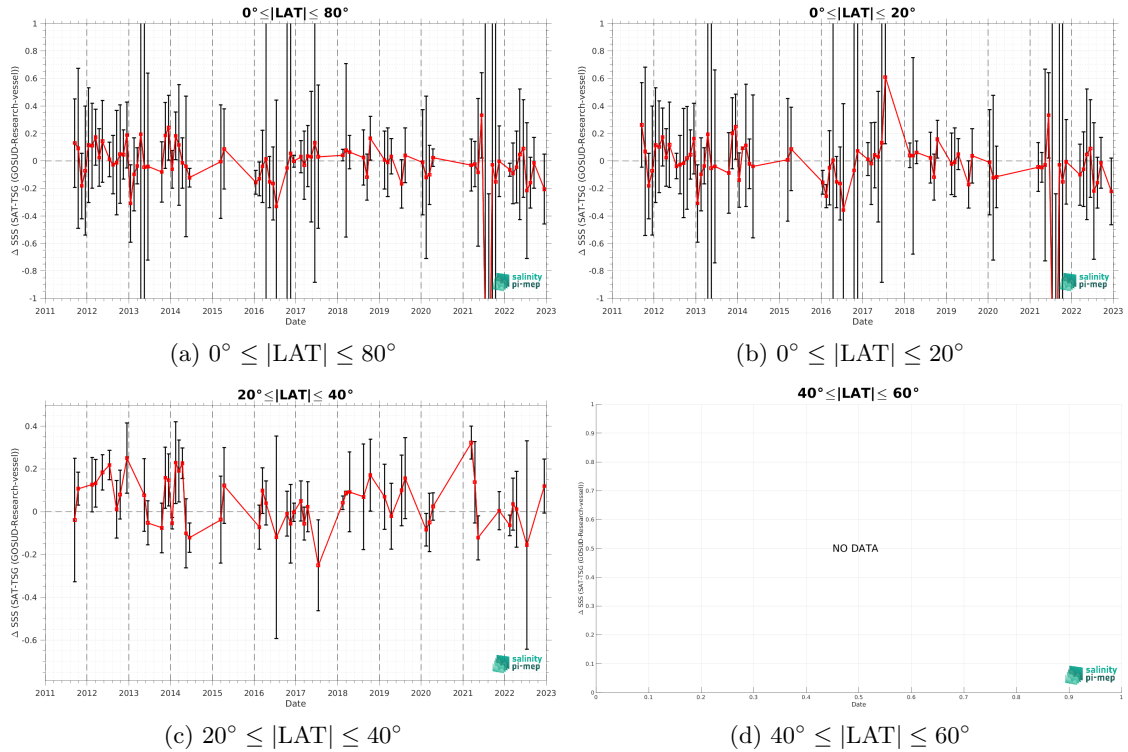 0°≤|LAT|≤ 80°
Δ SSS (SAT-TSG (GOSUD-Research-vessel))
1
0.8
0.6
0.4
0.2
0
-0.2
-0.4
-0.6
-0.8
-1
2011 2012 2013 2014 2015 2016 2017 2018 2019 2020 2021 2022 2023
Date
salinity
pi-mep
(a) 0° ≤ |LAT| ≤ 80°
0°≤|LAT|≤ 20°
Δ SSS (SAT-TSG (GOSUD-Research-vessel))
1
0.8
0.6
0.4
0.2
0
-0.2
-0.4
-0.6
-0.8
-1
2011 2012 2013 2014 2015 2016 2017 2018 2019 2020 2021 2022 2023
Date
salinity
pi-mep
(b) 0° ≤ |LAT| ≤ 20°
20°≤|LAT|≤ 40°
Δ SSS (SAT-TSG (GOSUD-Research-vessel))
0.4
0.2
0
-0.2
-0.4
-0.6
2011 2012 2013 2014 2015 2016 2017 2018 2019 2020 2021 2022 2023
Date
salinity
pi-mep
(c) 20° ≤ |LAT| ≤ 40°
40°≤|LAT|≤ 60°
Δ SSS (SAT-TSG (GOSUD-Research-vessel))
1
0.9
0.8
0.7
0.6
0.5
0.4
0.3
0.2
0.1
0
NO DATA
0 0.1 0.2 0.3 0.4 0.5 0.6 0.7 0.8 0.9 1
Date
salinity
pi-mep
(d) 40° ≤ |LAT| ≤ 60°